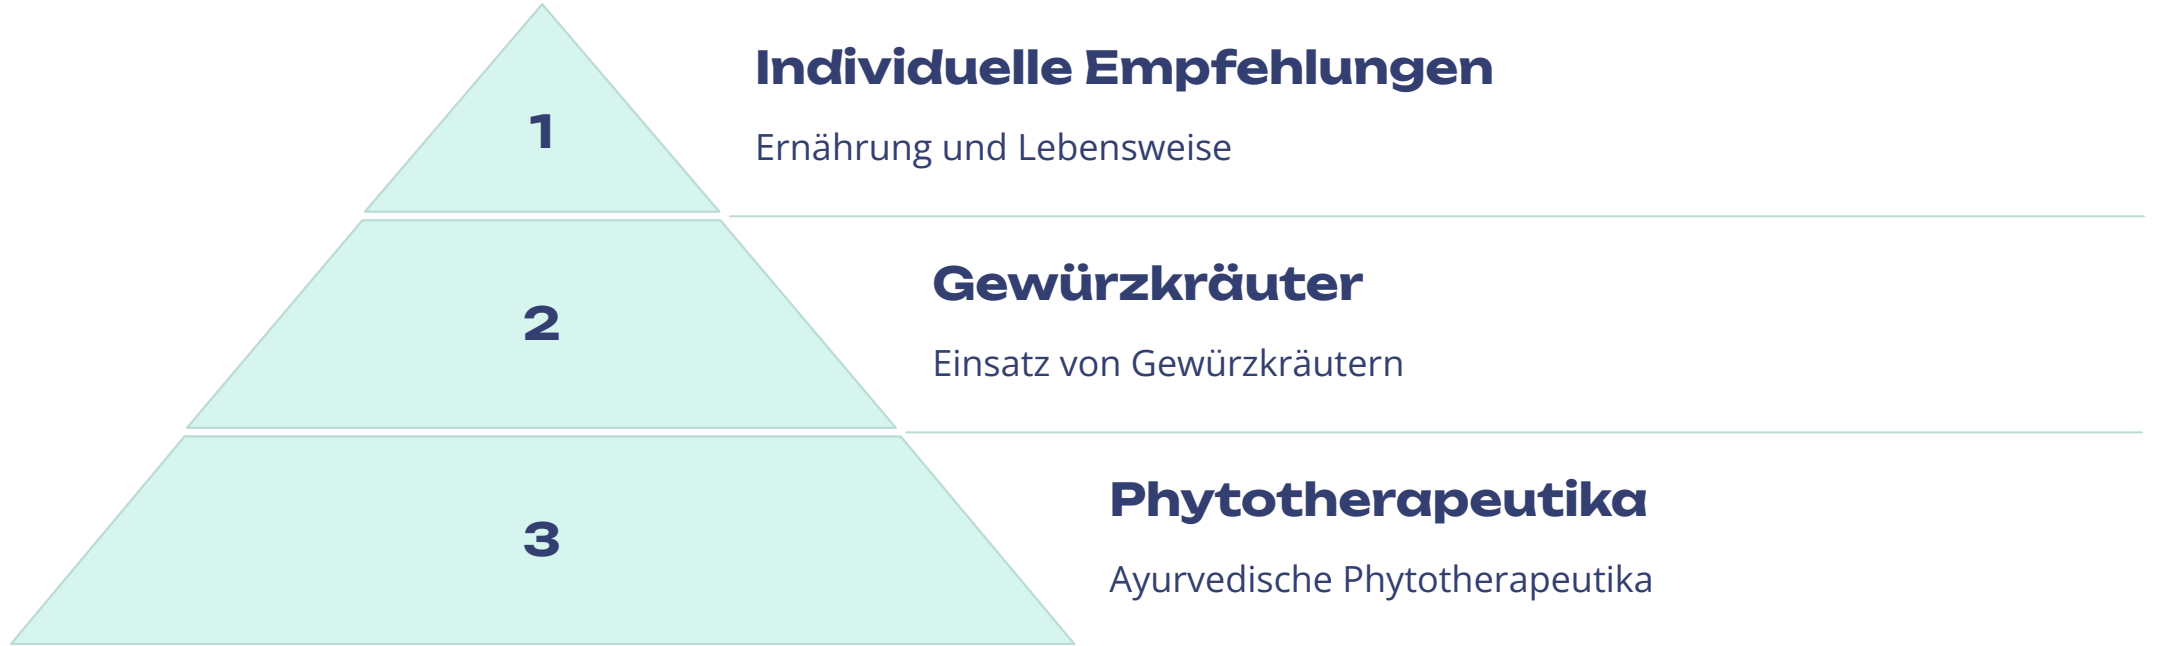 1
Individuelle Empfehlungen
Ernährung und Lebensweise
2
Gewürzkräuter
Einsatz von Gewürzkräutern
3
Phytotherapeutika
Ayurvedische Phytotherapeutika